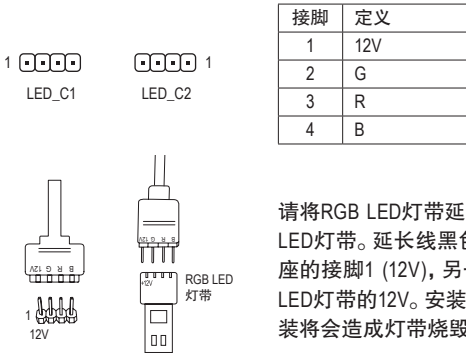 1
1
LED_C1
LED_C2
接脚 定义
1 12V
2 G
3 R
4 B
12V G R B
12V G R B
+12V
RGB LED
灯带
1
12V
请将RGB LED灯带延
LED灯带。延长线黑色
座的接脚1 (12V), 另
LED灯带的12V。安装
装将会造成灯带烧毁